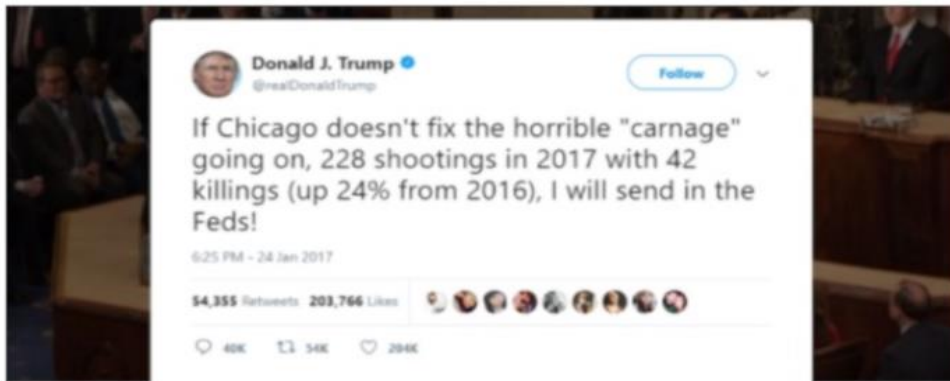 Donald J. Trump
@realDonaldTrump
Follow
If Chicago doesn't fix the horrible "carnage"
going on, 228 shootings in 2017 with 42
killings (up 24% from 2016), I will send in the
Feds!
6:25 PM - 24 Jan 2017
54,355 Retweets 203,766 Likes
40K 54K 204K